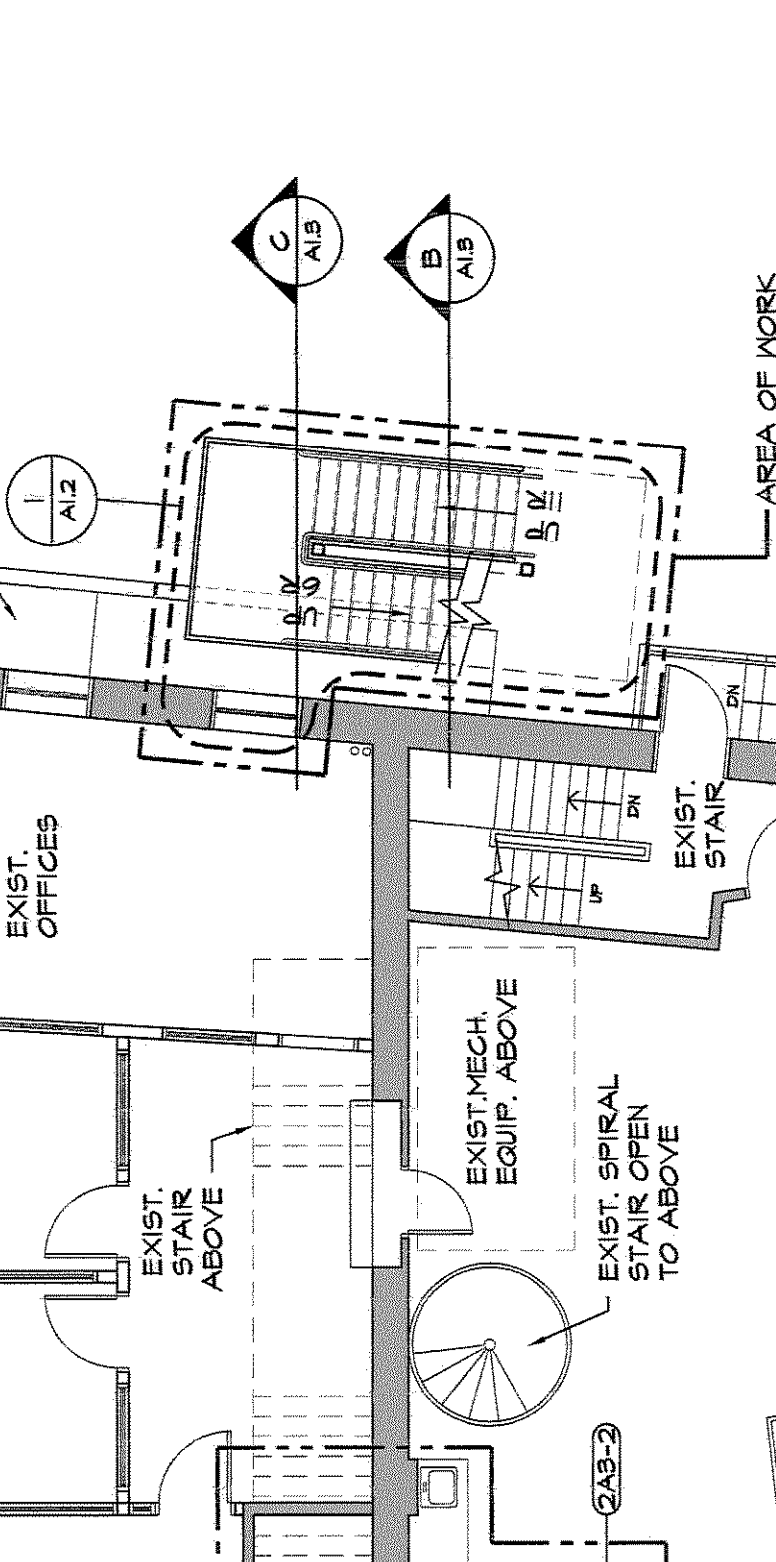 C
A1.3
B
A1.3
1
A1.2
AREA OF WORK
DN
EXIST.
OFFICES
DN
UP
EXIST.
STAIR
EXIST.
STAIR
ABOVE
EXIST.MECH.
EQUIP. ABOVE
EXIST. SPIRAL
STAIR OPEN
TO ABOVE
2A3-2